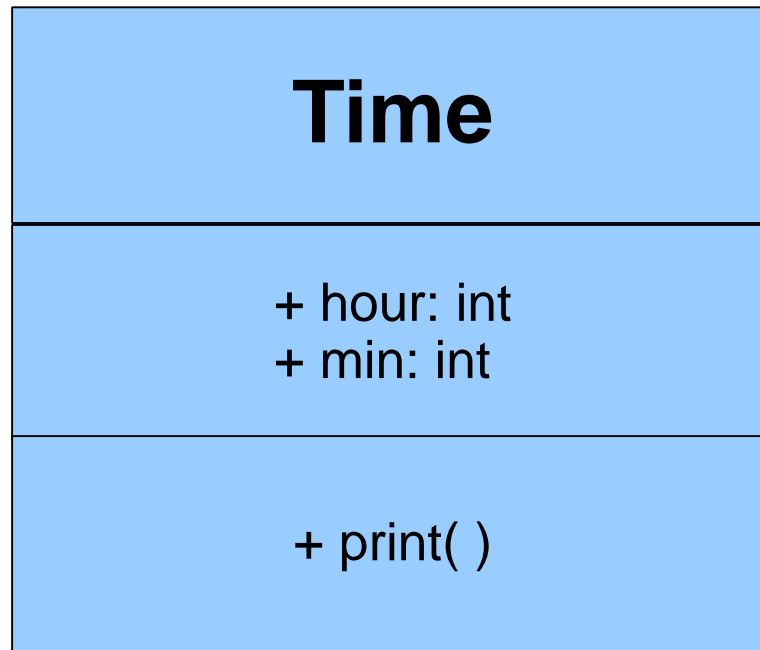 Time
+ hour: int
+ min: int
+ print( )